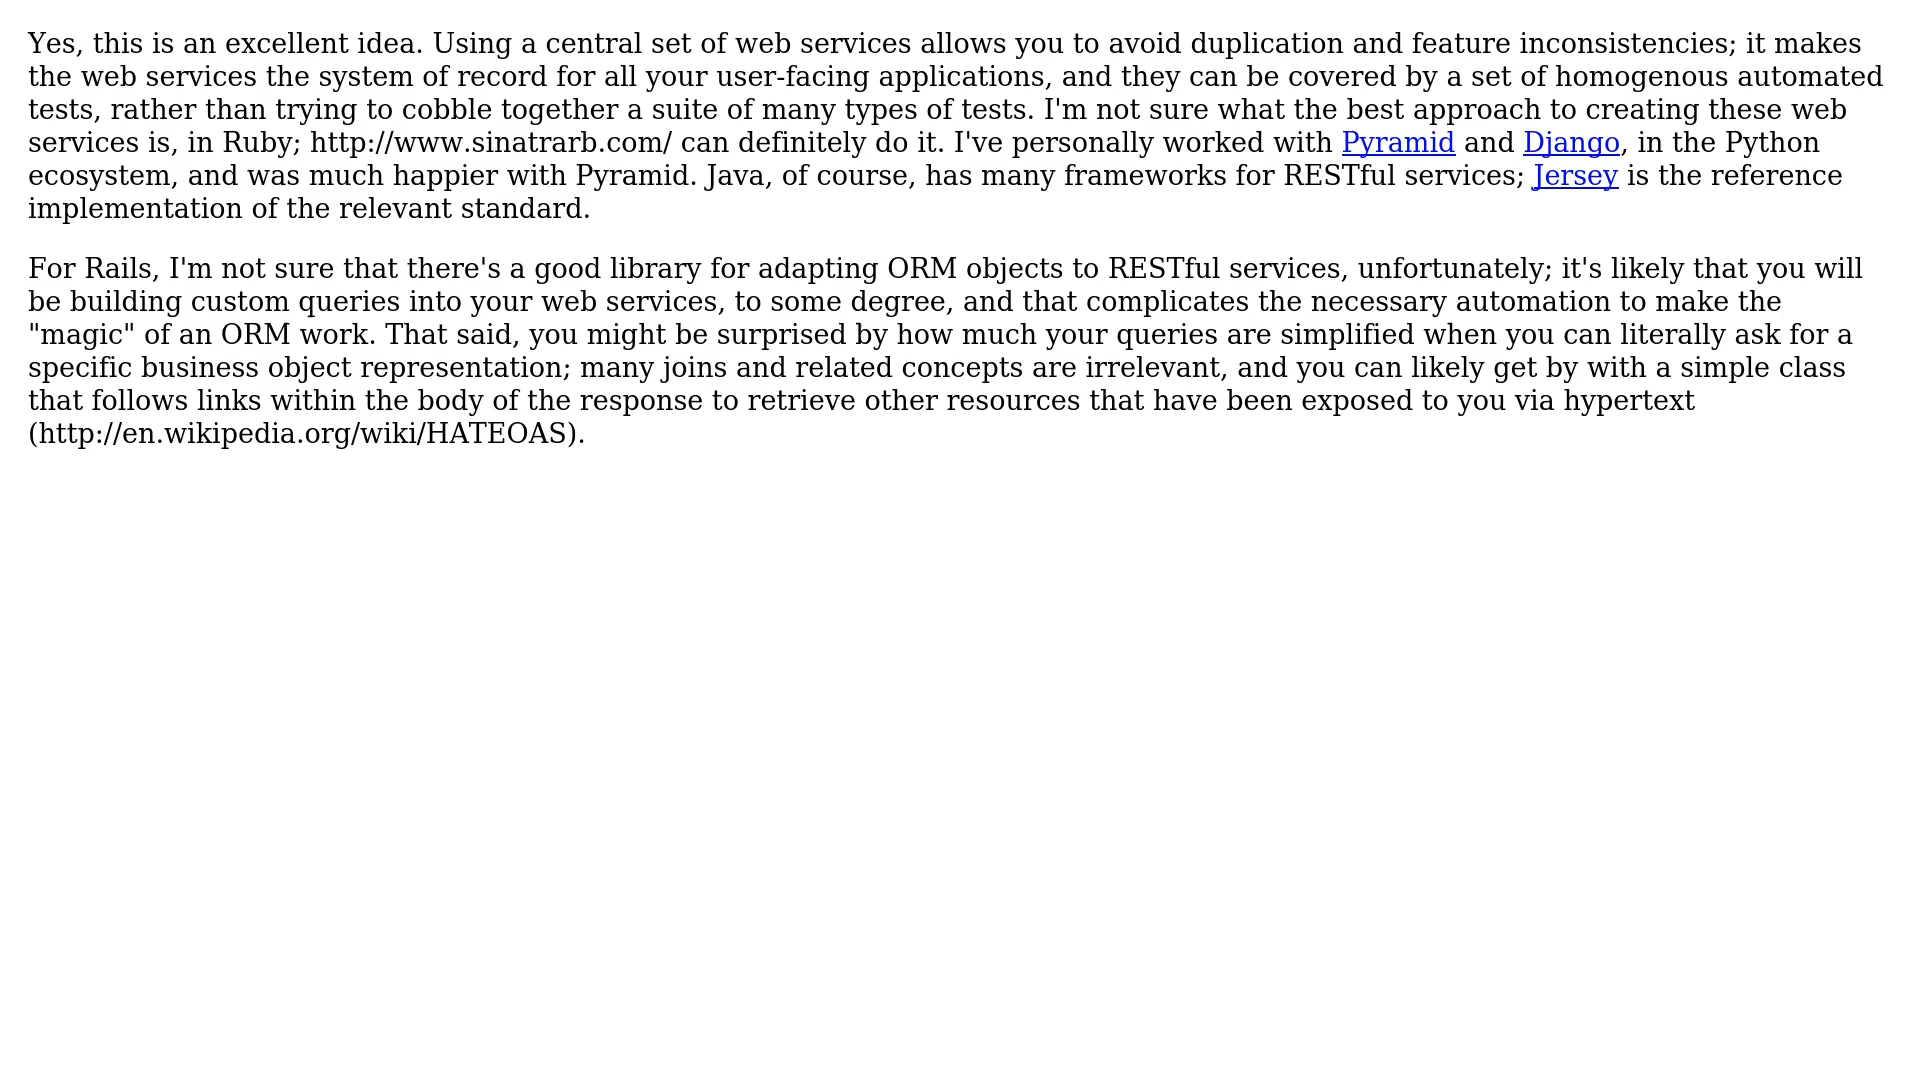 Yes, this is an excellent idea. Using a central set of web services allows you to avoid duplication and feature inconsistencies; it makes
the web services the system of record for all your user-facing applications, and they can be covered by a set of homogenous automated
tests, rather than trying to cobble together a suite of many types of tests. I'm not sure what the best approach to creating these web
services is, in Ruby; http://www.sinatrarb.com/ can definitely do it. I've personally worked with Pyramid and Django, in the Python
ecosystem, and was much happier with Pyramid. Java, of course, has many frameworks for RESTful services; Jersey is the reference
implementation of the relevant standard.
For Rails, I'm not sure that there's a good library for adapting ORM objects to RESTful services, unfortunately; it's likely that you will
be building custom queries into your web services, to some degree, and that complicates the necessary automation to make the
"magic" of an ORM work. That said, you might be surprised by how much your queries are simplified when you can literally ask for a
specific business object representation; many joins and related concepts are irrelevant, and you can likely get by with a simple class
that follows links within the body of the response to retrieve other resources that have been exposed to you via hypertext
(http://en.wikipedia.org/wiki/HATEOAS).